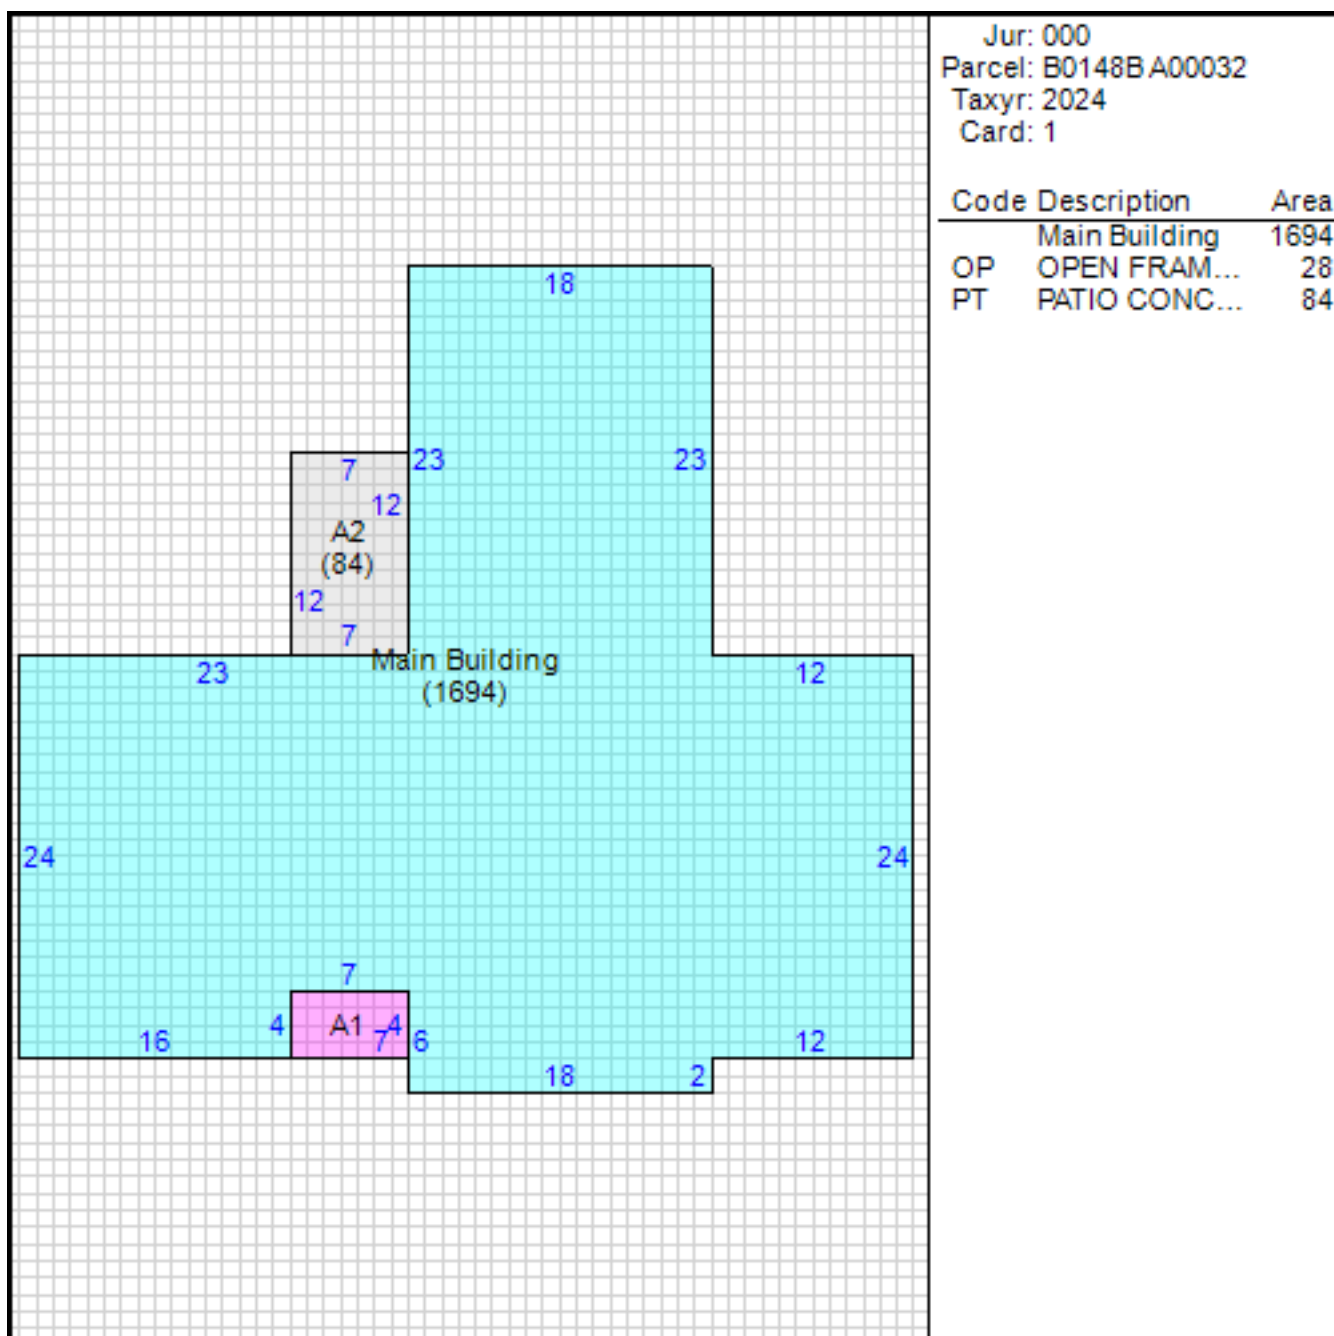 Jur: 000
Parcel: B0148B A00032
Taxyr: 2024
Card: 1
Code Description Area
Main Building 1694
OP OPEN FRAM... 28
PT PATIO CONC... 84
18
23 23
7
12
A2
(84)
12
7
Main Building
(1694)
23 12
24 24
7
4 A1 4
16 7 6 12
18 2